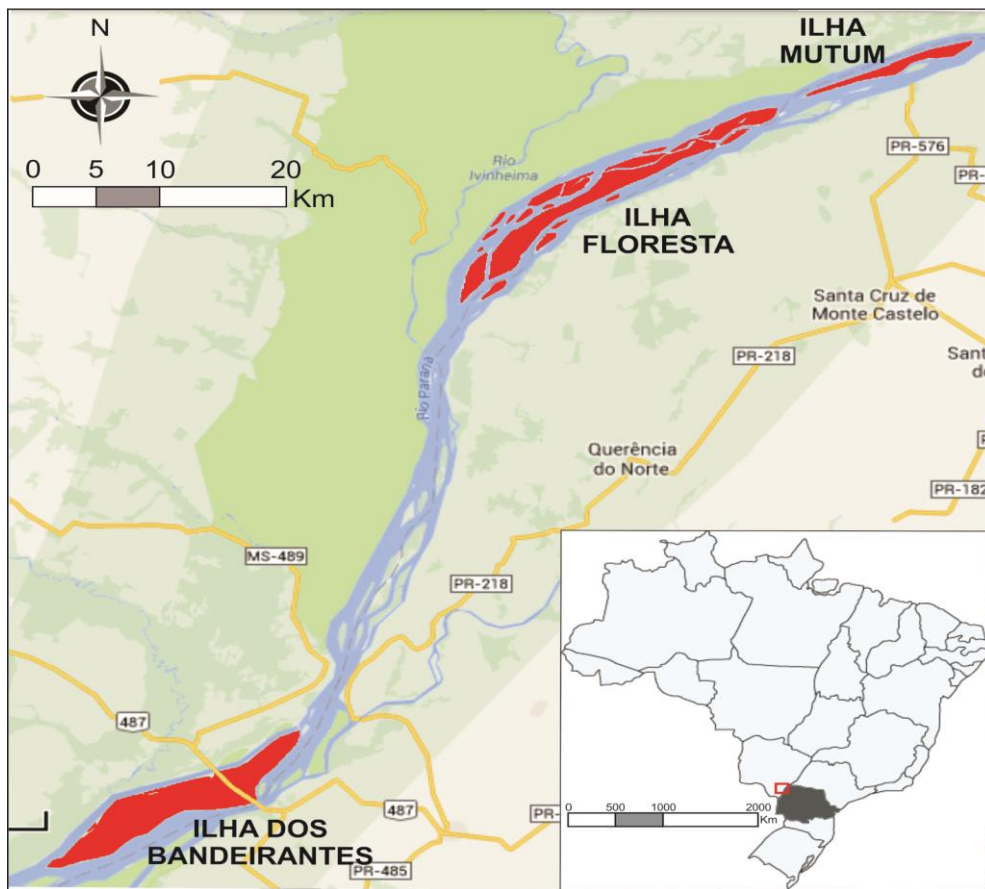 ILHA
MUTUM
N
0 5 10 20
Km
PR-576
PR-
Rio
Ivinheima
ILHA
FLORESTA
Santa Cruz de
Monte Castelo
PR-218
Sant
do
Rio Paraná
Querência
do Norte
PR-182
MS-489
PR-218
487
487
PR-
ILHA DOS
BANDEIRANTES
PR-485
0 500 1000 2000
Km